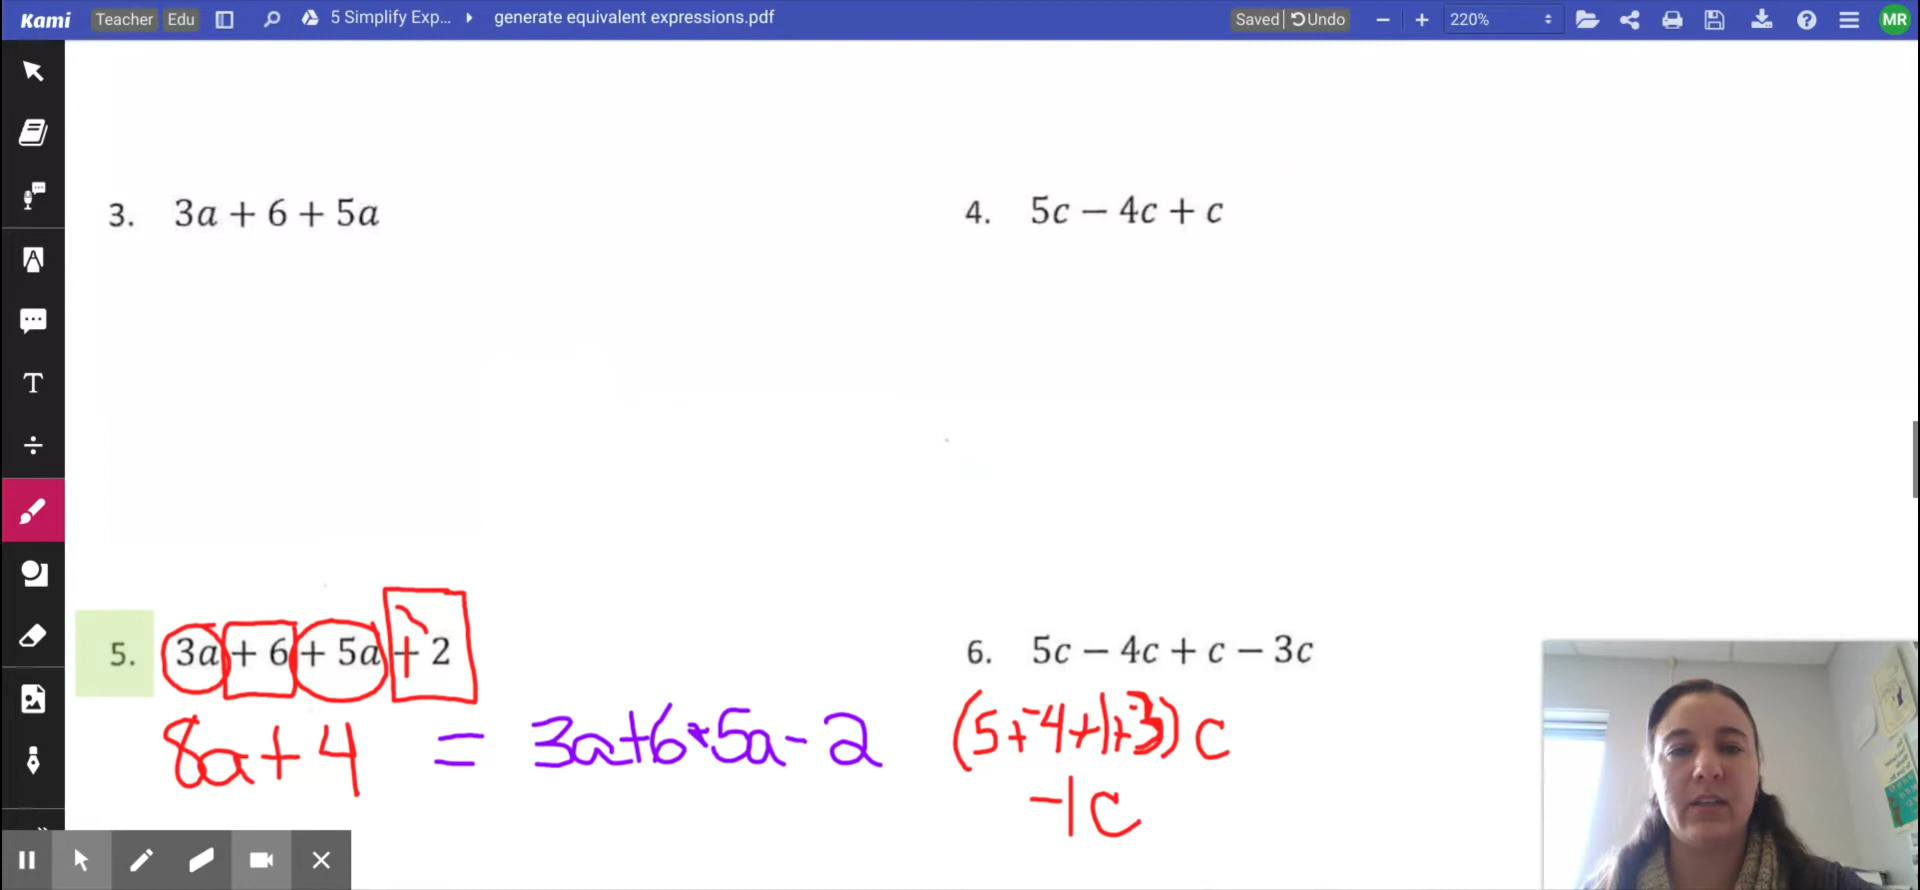 Kami Teacher Edu 5 Simplify Exp... generate equivalent expressions.pdf Saved Undo 220% MR
3. 3a + 6 + 5a
4. 5c − 4c + c
5. 3a + 6 + 5a + ⁻2
6. 5c − 4c + c − 3c
8a + 4 = 3a + 6 + 5a - 2
(5 + ⁻4 + 1 + ⁻3) c
-1 c